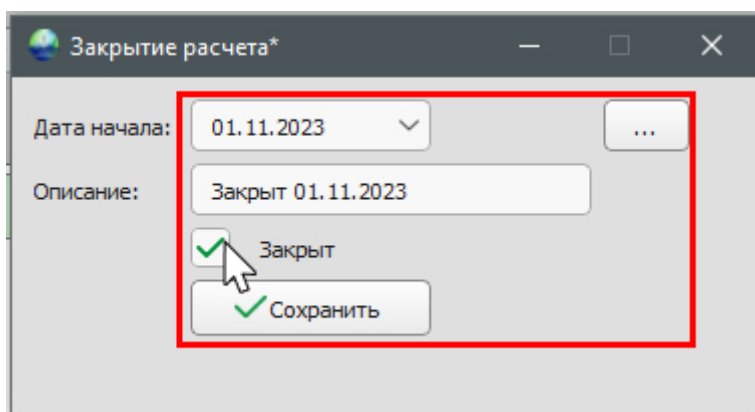 Закрытие расчета*
Дата начала: 01.11.2023 ...
Описание: Закрыт 01.11.2023
Закрыт
Сохранить